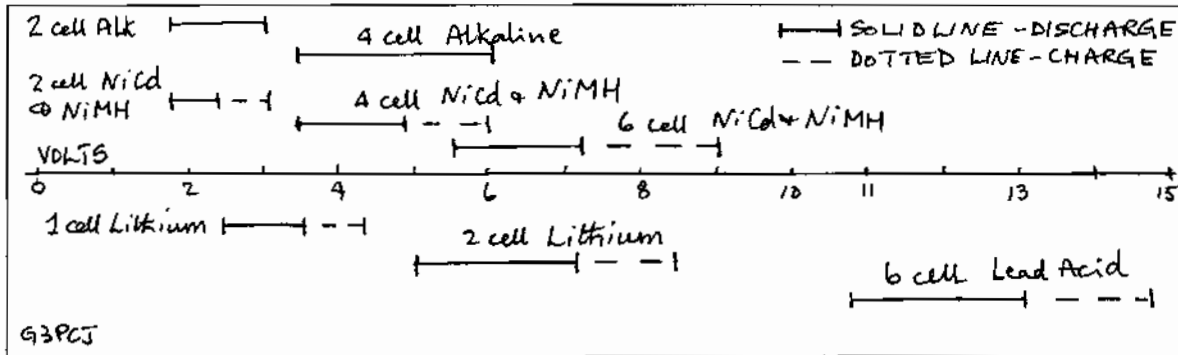 2 cell Alk
4 cell Alkaline
SOLID LINE - DISCHARGE
DOTTED LINE - CHARGE
2 cell NiCd
& NiMH
4 cell NiCd & NiMH
6 cell NiCd & NiMH
VOLTS
0 2 4 6 8 10 11 13 15
1 cell Lithium
2 cell Lithium
6 cell Lead Acid
G3PCJ